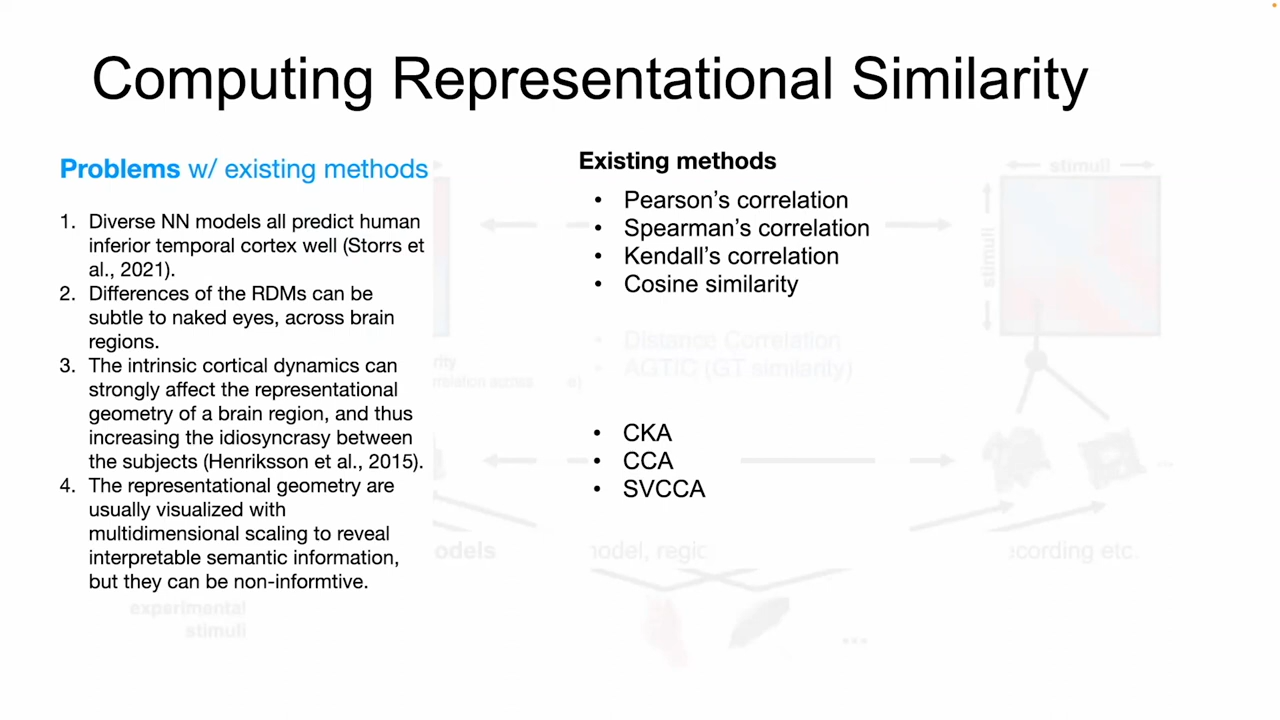 Computing Representational Similarity
Problems w/ existing methods
1. Diverse NN models all predict human
inferior temporal cortex well (Storrs et
al., 2021).
2. Differences of the RDMs can be
subtle to naked eyes, across brain
regions.
3. The intrinsic cortical dynamics can
strongly affect the representational
geometry of a brain region, and thus
increasing the idiosyncrasy between
the subjects (Henriksson et al., 2015).
4. The representational geometry are
usually visualized with
multidimensional scaling to reveal
interpretable semantic information,
but they can be non-informtive.
Existing methods
• Pearson's correlation
• Spearman's correlation
• Kendall's correlation
• Cosine similarity
• Distance Correlation
• AGTIC (GT similarity)
• CKA
• CCA
• SVCCA
stimuli
stimuli
experimental
stimuli